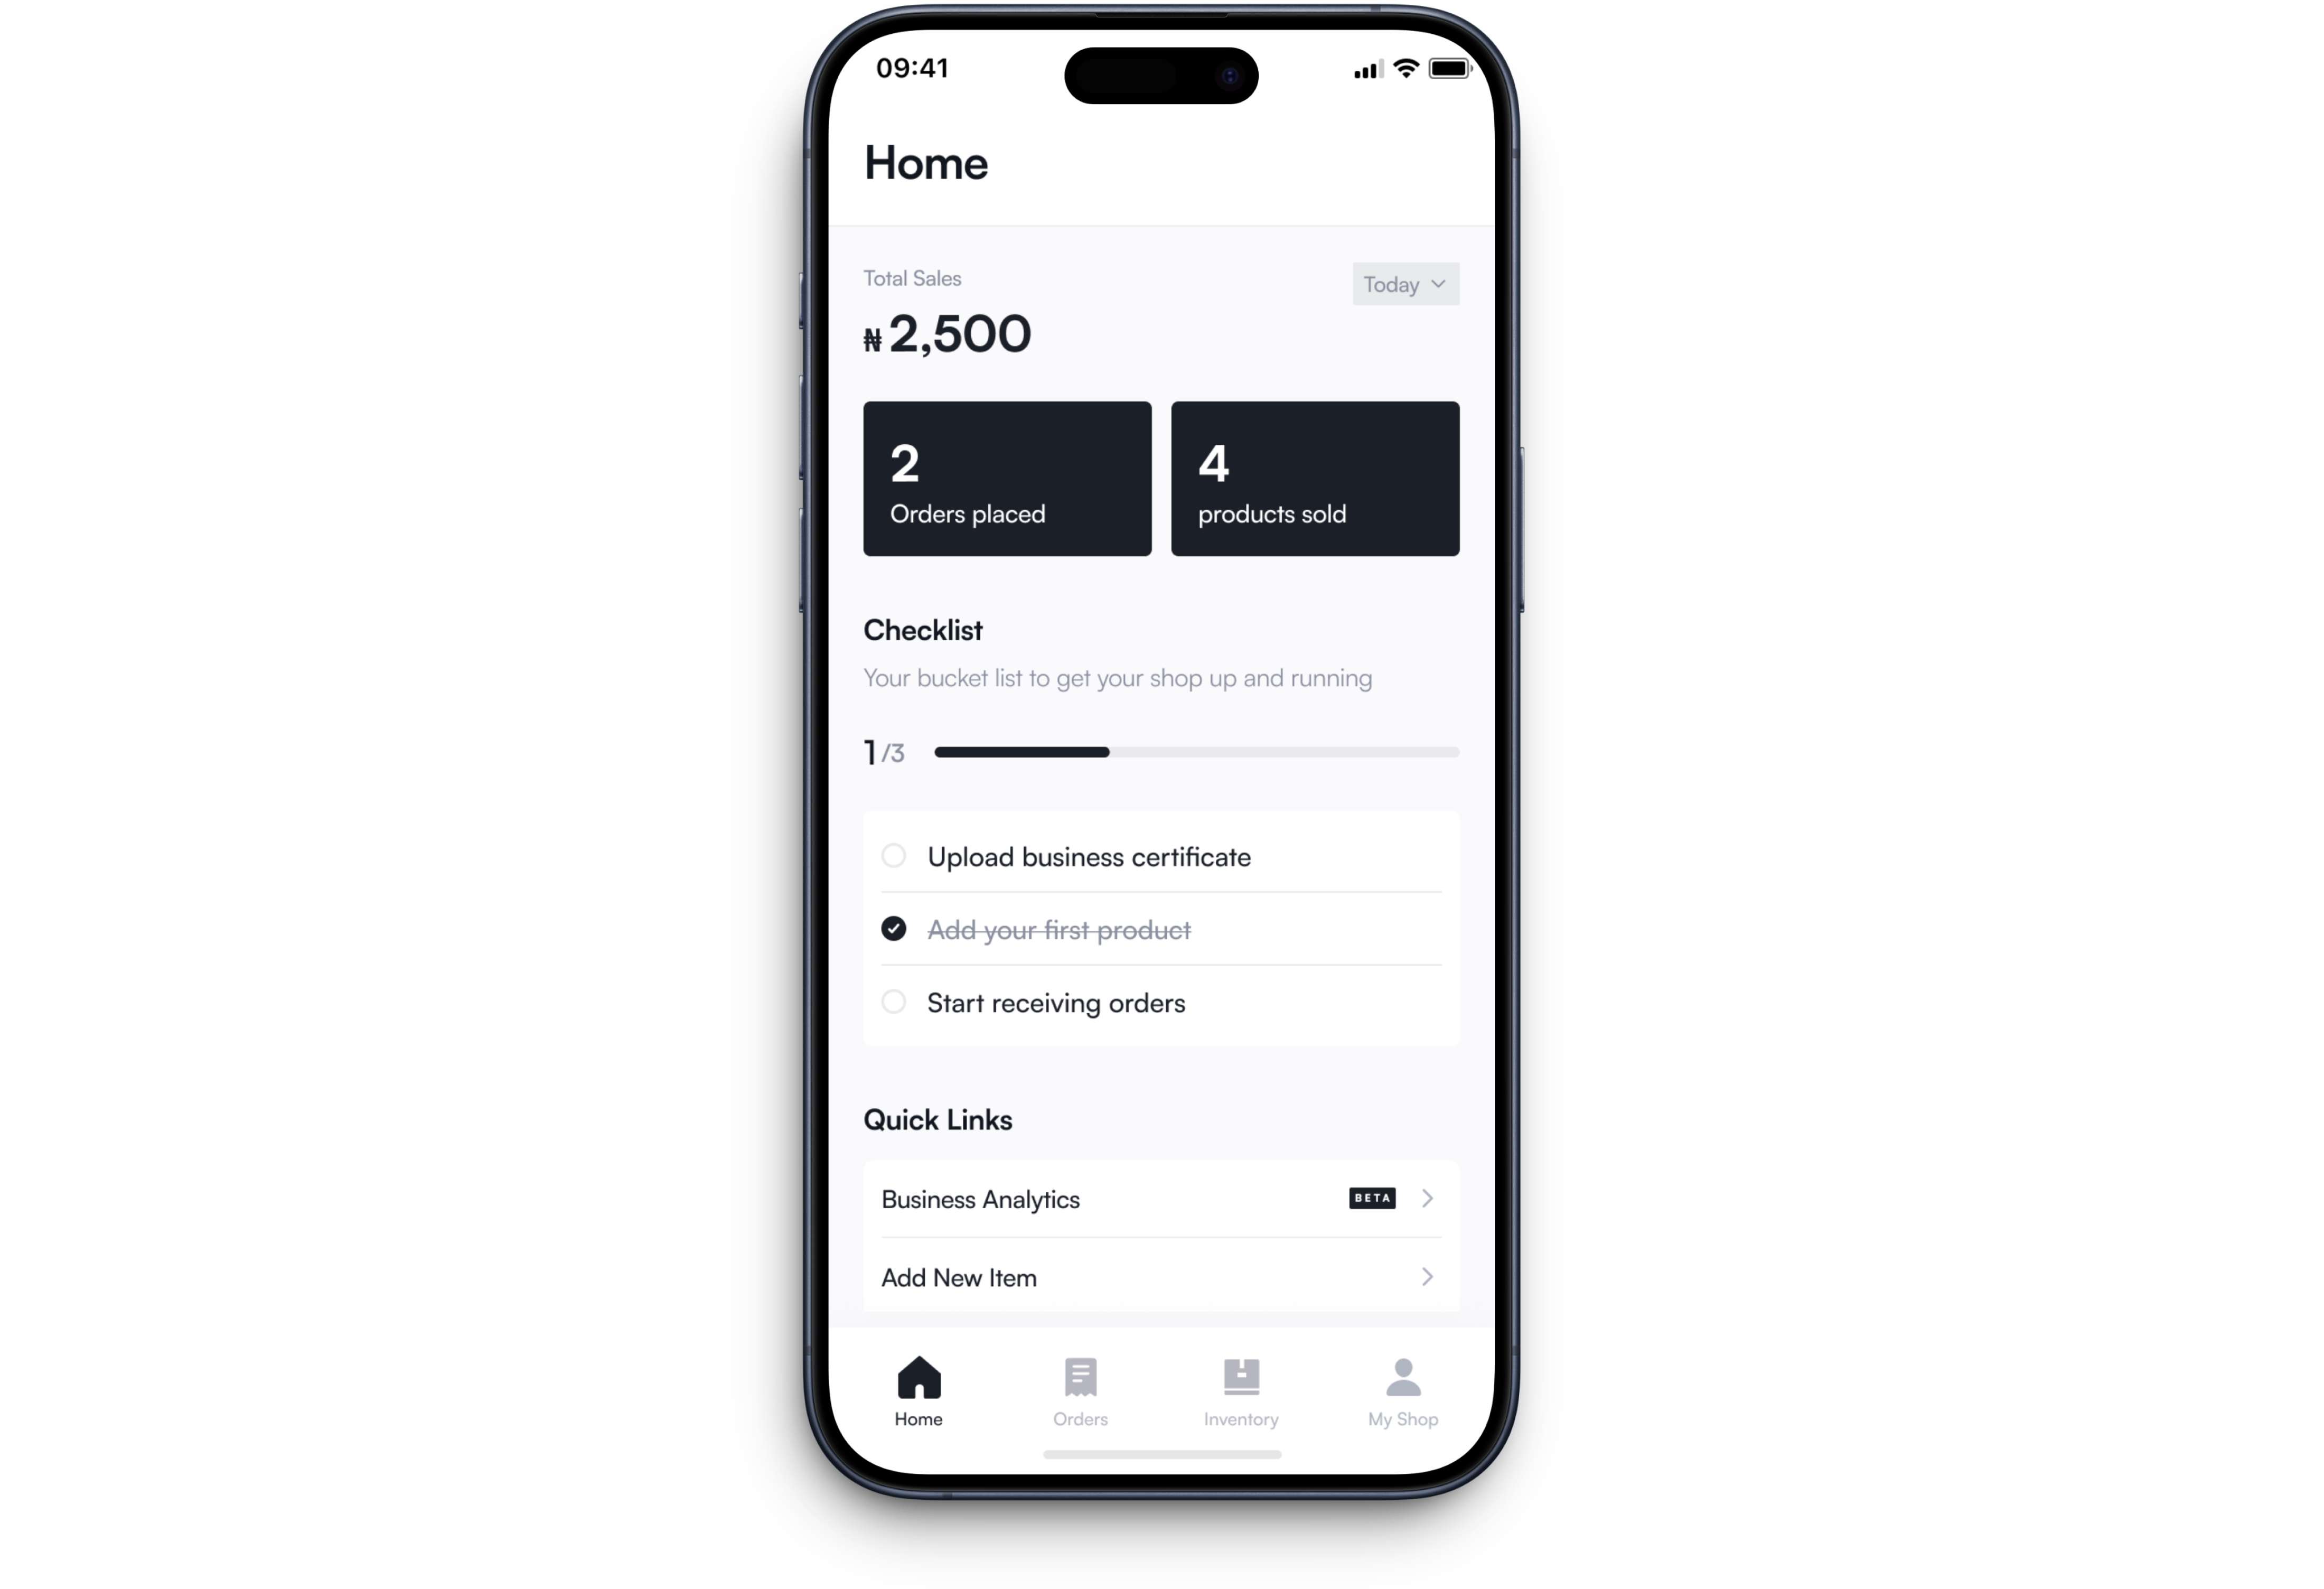 09:41
Home
Total Sales
Today
₦ 2,500
2
Orders placed
4
products sold
Checklist
Your bucket list to get your shop up and running
1/3
Upload business certificate
Add your first product
Start receiving orders
Quick Links
Business Analytics
BETA
Add New Item
Home
Orders
Inventory
My Shop